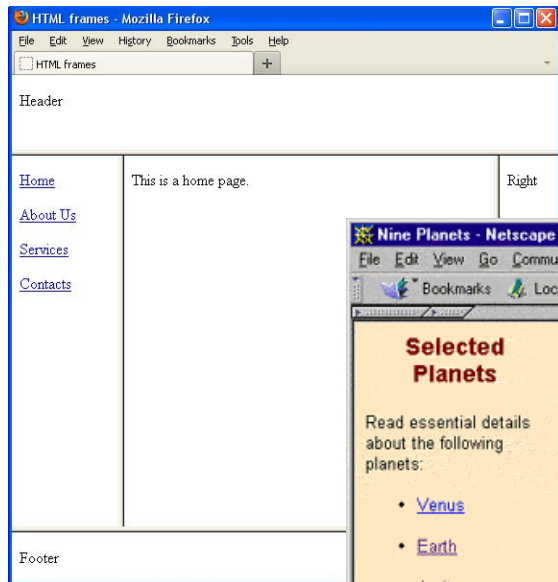 HTML frames - Mozilla Firefox
File Edit View History Bookmarks Tools Help
HTML frames
Header
Home
About Us
Services
Contacts
This is a home page.
Right
Footer
Nine Planets - Netscape
File Edit View Go Commu
Bookmarks Loc
Selected
Planets
Read essential details
about the following
planets:
• Venus
• Earth